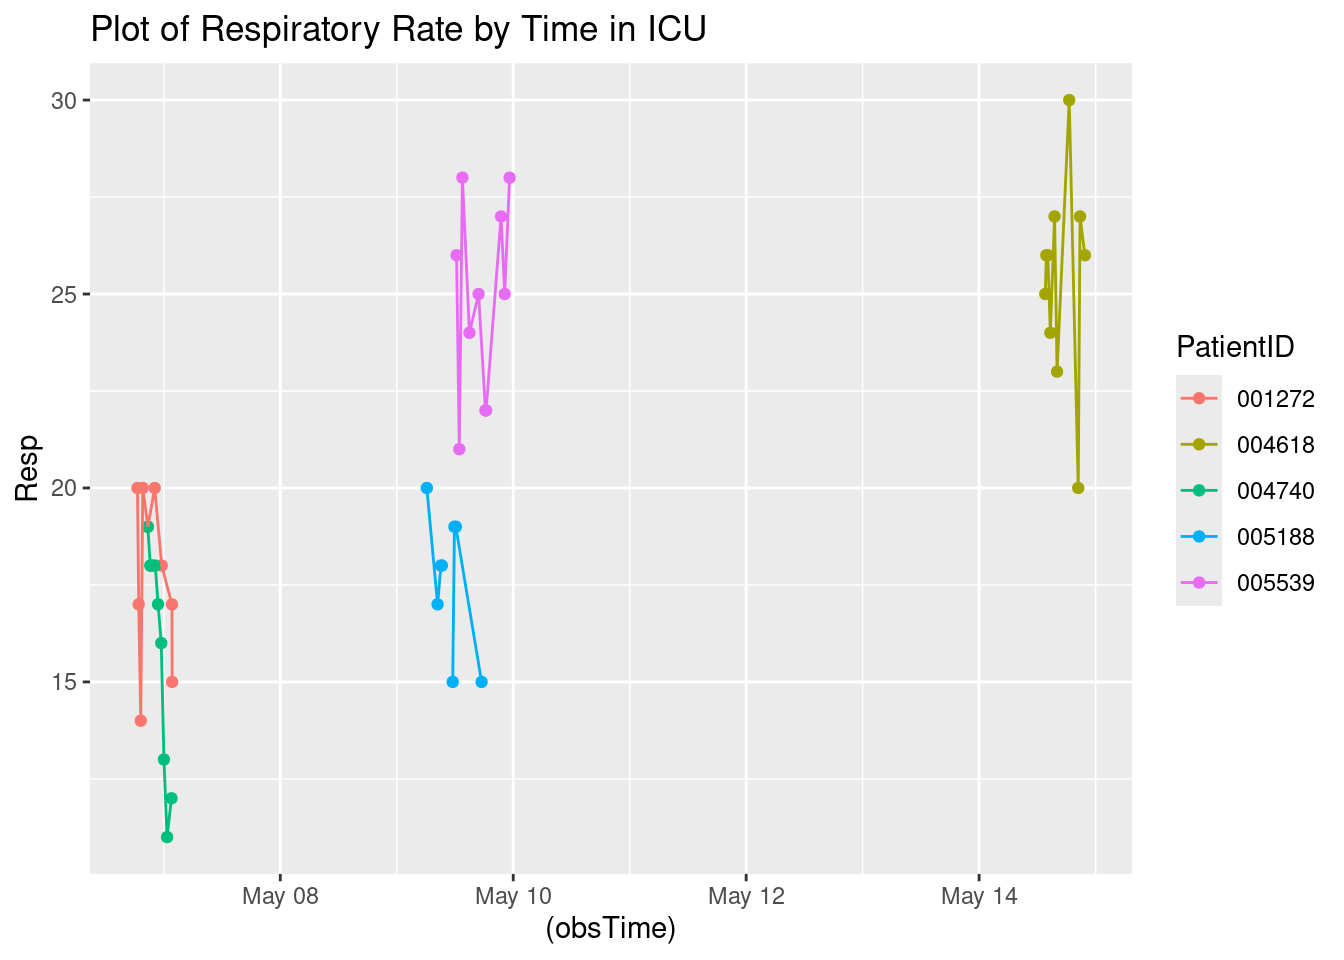 Plot of Respiratory Rate by Time in ICU
30
25
20
15
Resp
May 08
May 10
May 12
May 14
(obsTime)
PatientID
001272
004618
004740
005188
005539